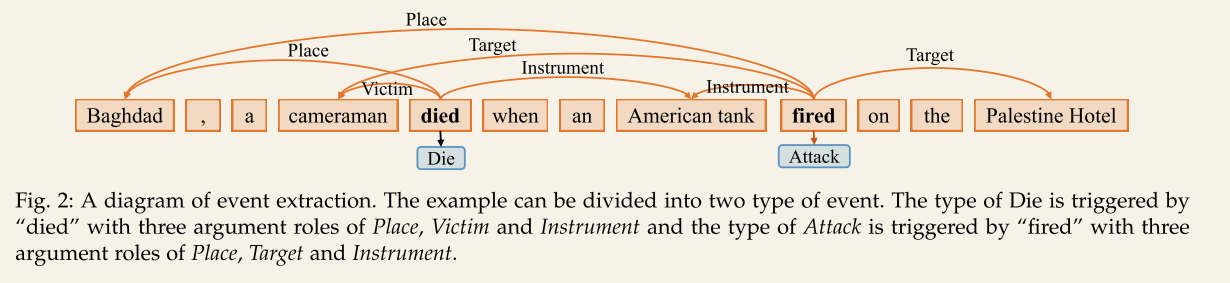 Place
Place
Target
Target
Instrument
Victim
Instrument
Baghdad , a cameraman died when an American tank fired on the Palestine Hotel
Die
Attack
Fig. 2: A diagram of event extraction. The example can be divided into two type of event. The type of Die is triggered by
“died” with three argument roles of Place, Victim and Instrument and the type of Attack is triggered by “fired” with three
argument roles of Place, Target and Instrument.